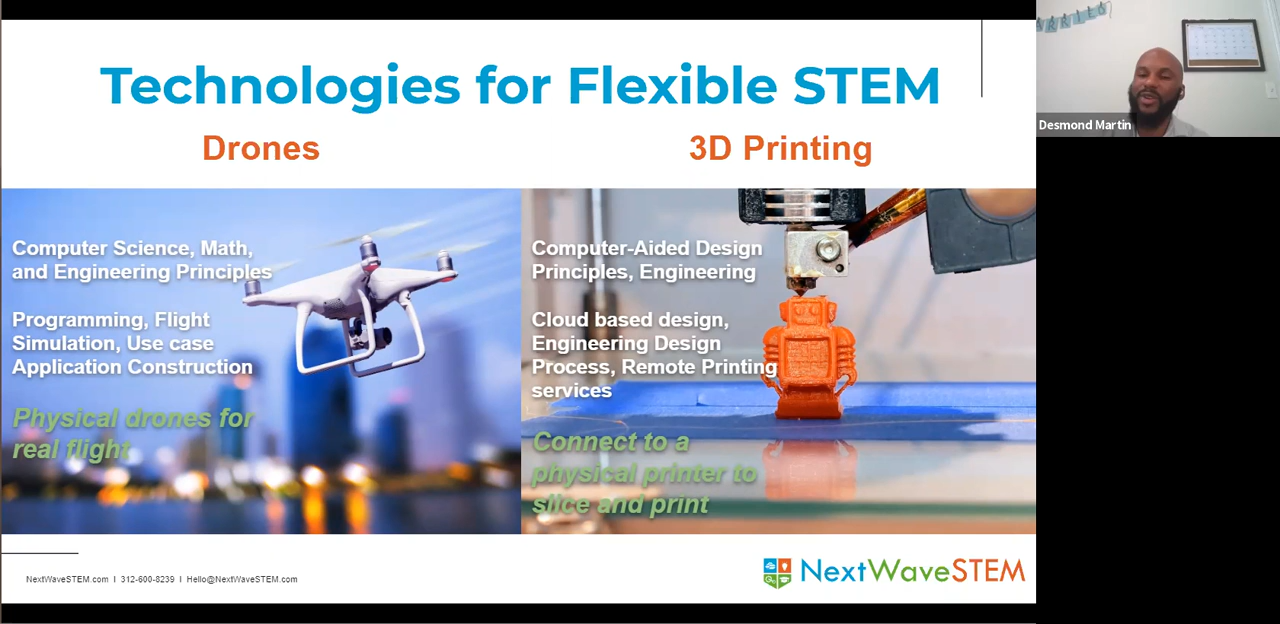 Technologies for Flexible STEM
Drones
3D Printing
Computer Science, Math,
and Engineering Principles
Programming, Flight
Simulation, Use case
Application Construction
Physical drones for
real flight
Computer-Aided Design
Principles, Engineering
Cloud based design,
Engineering Design
Process, Remote Printing
services
Connect to a
physical printer to
slice and print
NextWaveSTEM.com I 312-600-8239 I Hello@NextWaveSTEM.com
NextWaveSTEM
Desmond Martin